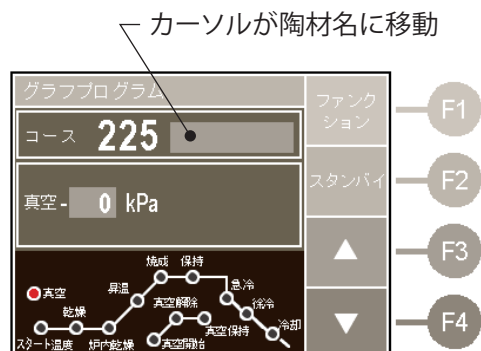 カーソルが陶材名に移動
グラフプログラム
ファンク
ション
F1
コース 225
スタンバイ
F2
真空 - 0 kPa
▲
F3
焼成 保持
真空
昇温
急冷
乾燥
真空解除
徐冷
▼
F4
スタート温度 炉内乾燥
真空開始
真空保持
冷却